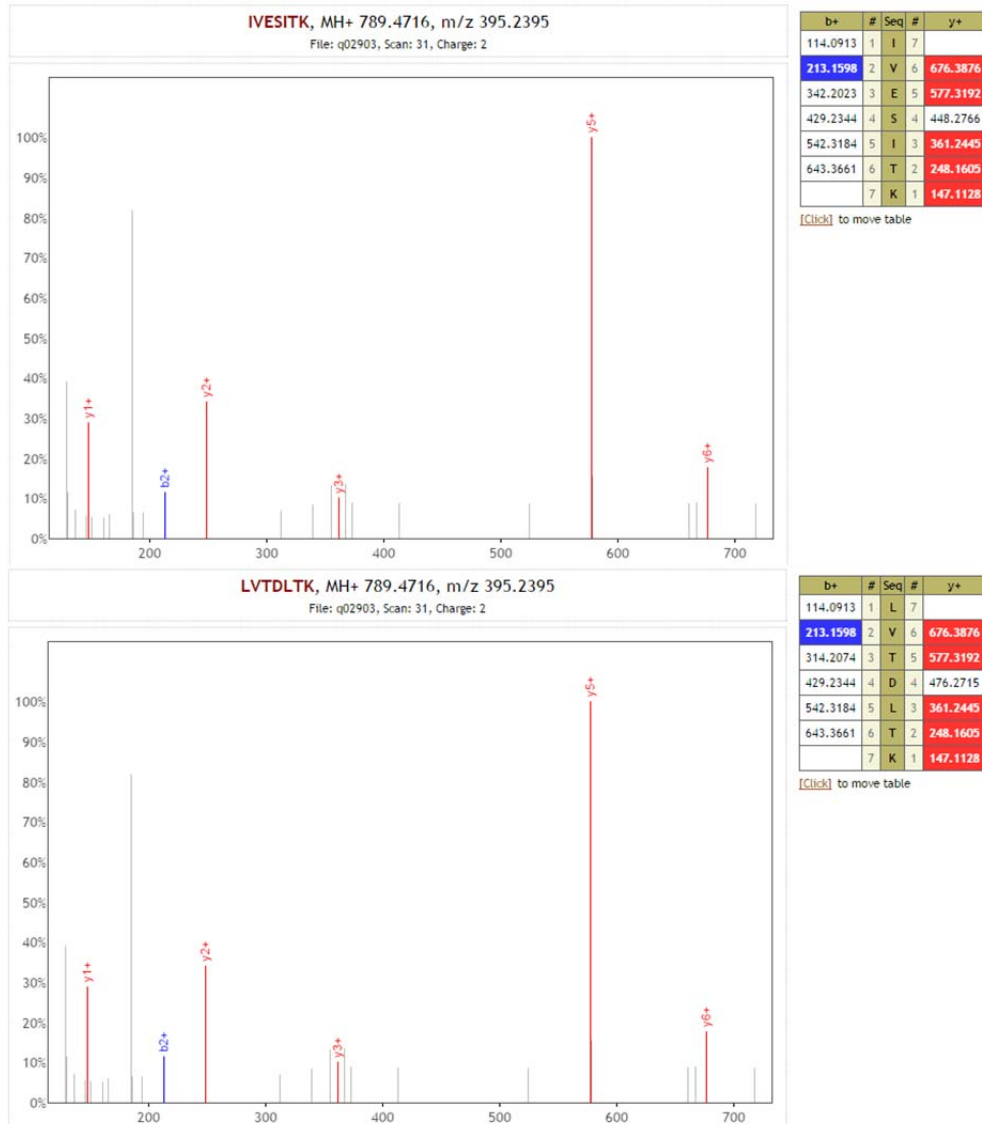 IVESITK, MH+ 789.4716, m/z 395.2395
File: q02903, Scan: 31, Charge: 2
100%
90%
80%
70%
60%
50%
40%
30%
20%
10%
0%
y1+
b2+
y2+
y3+
y5+
y6+
200 300 400 500 600 700
b+ # Seq # y+
114.0913 1 I 7
213.1598 2 V 6 676.3876
342.2023 3 E 5 577.3192
429.2344 4 S 4 448.2766
542.3184 5 I 3 361.2445
643.3661 6 T 2 248.1605
7 K 1 147.1128
[Click] to move table
LVTDLTK, MH+ 789.4716, m/z 395.2395
File: q02903, Scan: 31, Charge: 2
100%
90%
80%
70%
60%
50%
40%
30%
20%
10%
0%
y1+
b2+
y2+
y3+
y5+
y6+
200 300 400 500 600 700
b+ # Seq # y+
114.0913 1 L 7
213.1598 2 V 6 676.3876
314.2074 3 T 5 577.3192
429.2344 4 D 4 476.2715
542.3184 5 L 3 361.2445
643.3661 6 T 2 248.1605
7 K 1 147.1128
[Click] to move table